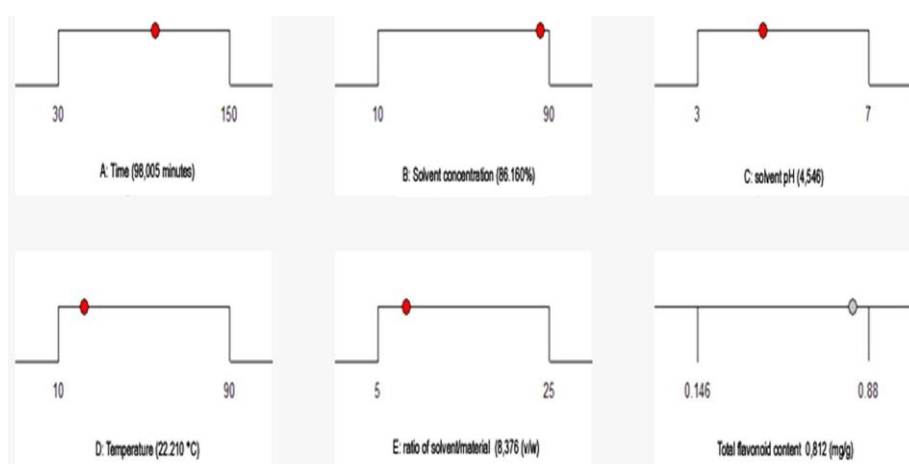 30 150
10 90
3 7
A: Time (98,005 minutes)
B: Solvent concentration (86.160%)
C: solvent pH (4,546)
10 90
5 25
0.146 0.88
D: Temperature (22.210 °C)
E: ratio of solvent/material (8,376 (v/w)
Total flavonoid content 0,812 (mg/g)